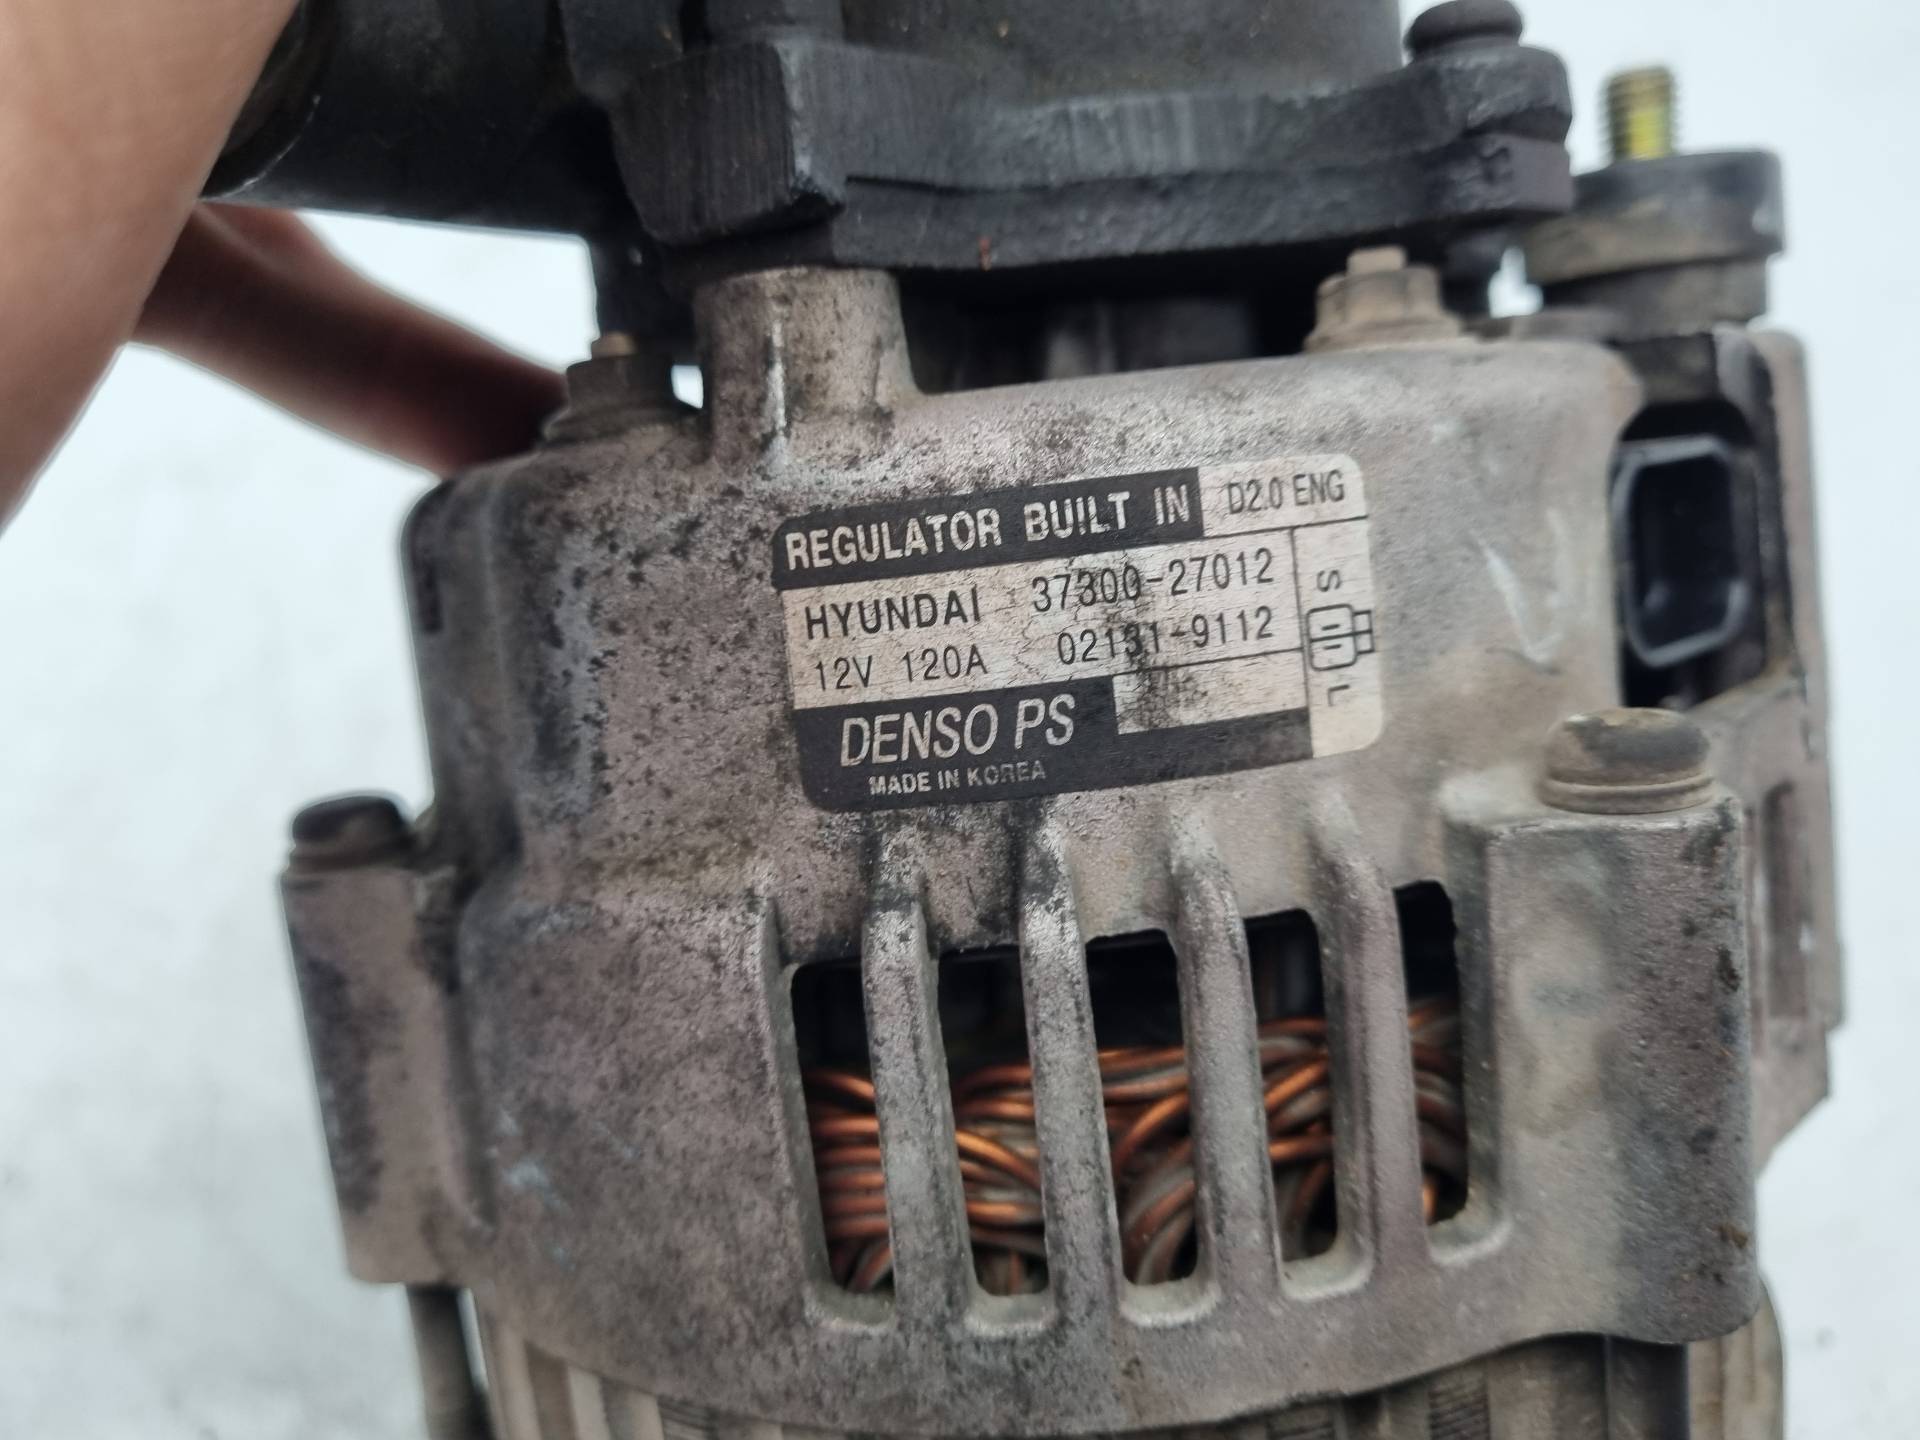 REGULATOR BUILT IN D2.0 ENG
HYUNDAI 37300-27012
12V 120A 02131-9112
S
L
DENSO PS
MADE IN KOREA